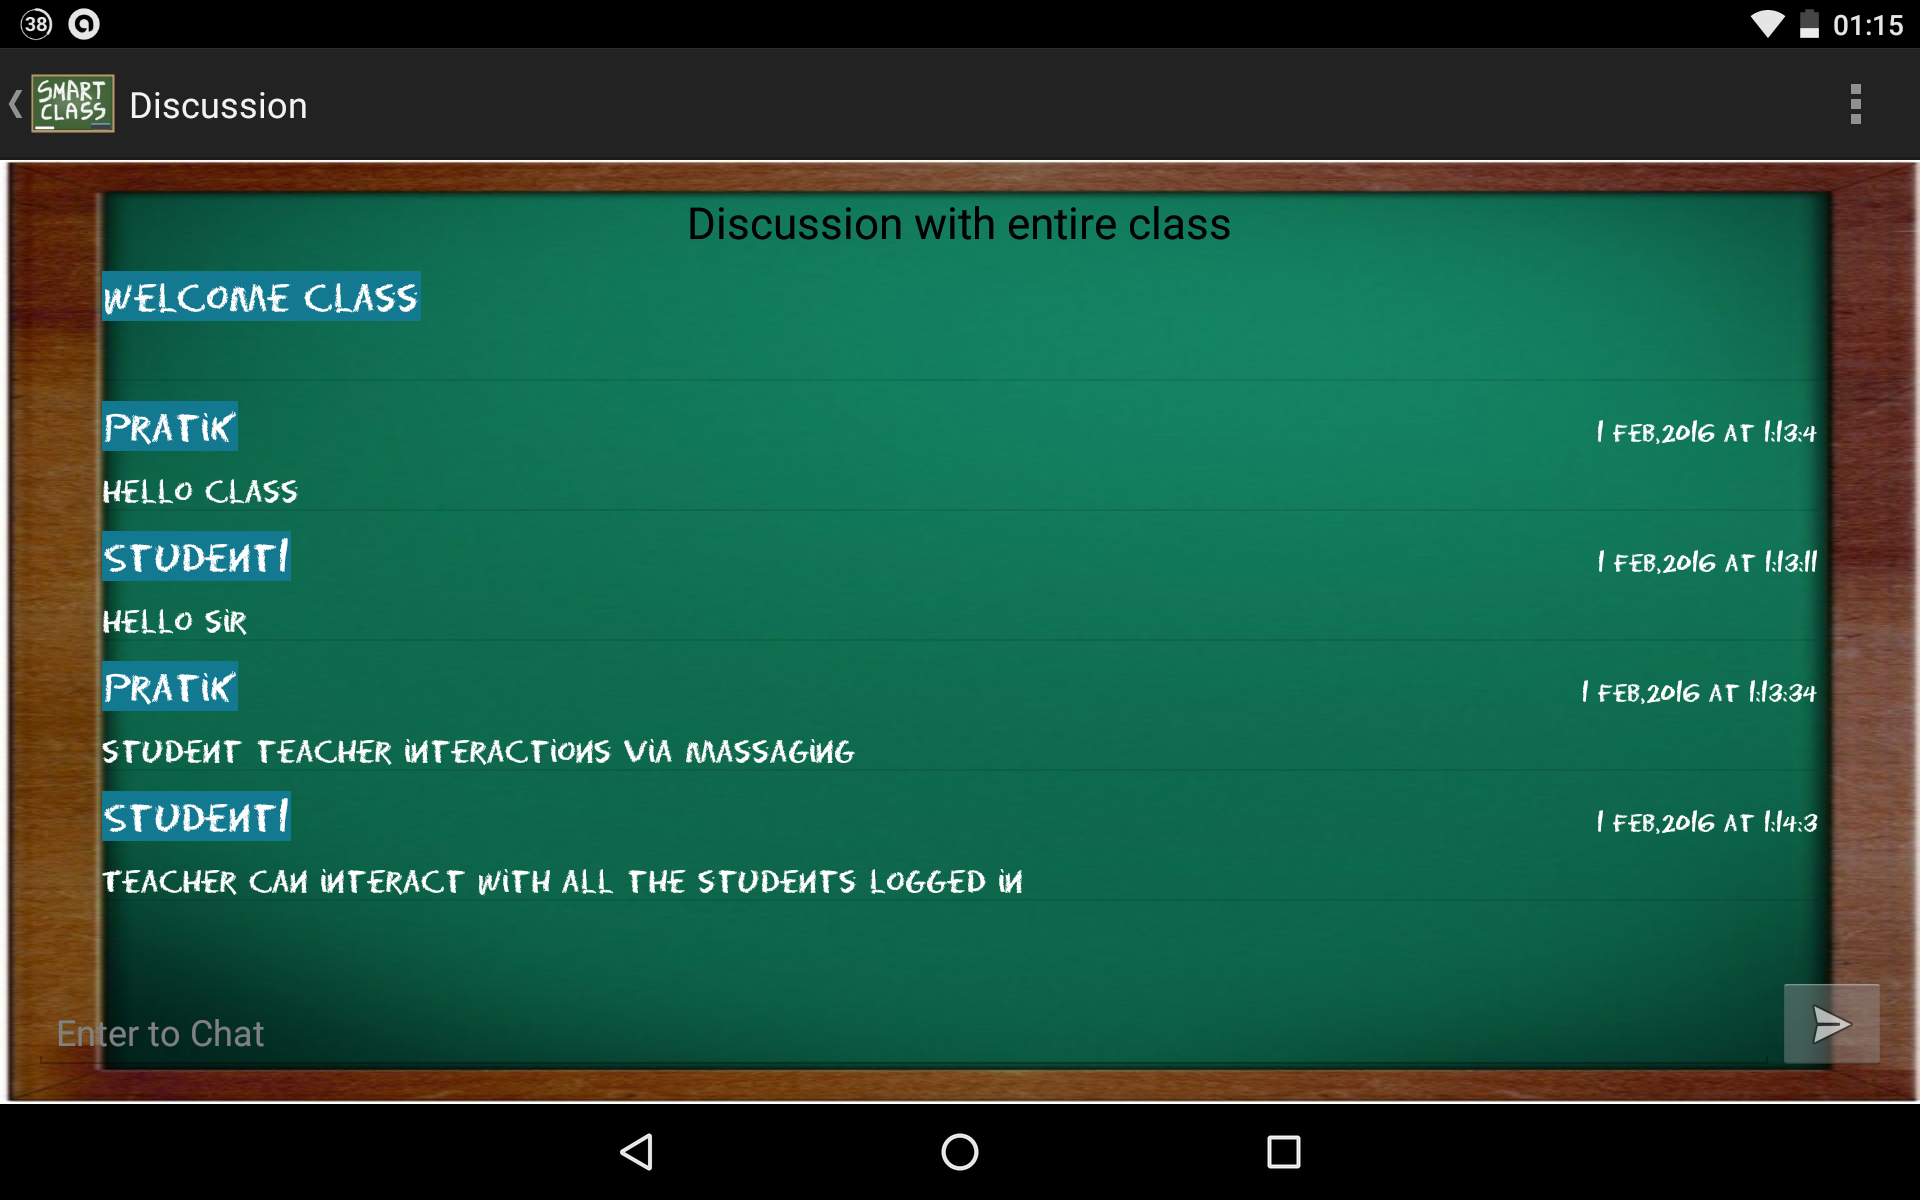 38
01:15
SMART
CLASS
Discussion
Discussion with entire class
WELCOME CLASS
PRATIK
1 FEB,2016 AT 1:13:4
HELLO CLASS
STUDENT1
1 FEB,2016 AT 1:13:11
HELLO SIR
PRATIK
1 FEB,2016 AT 1:13:34
STUDENT TEACHER INTERACTIONS VIA MASSAGING
STUDENT1
1 FEB,2016 AT 1:14:3
TEACHER CAN INTERACT WITH ALL THE STUDENTS LOGGED IN
Enter to Chat